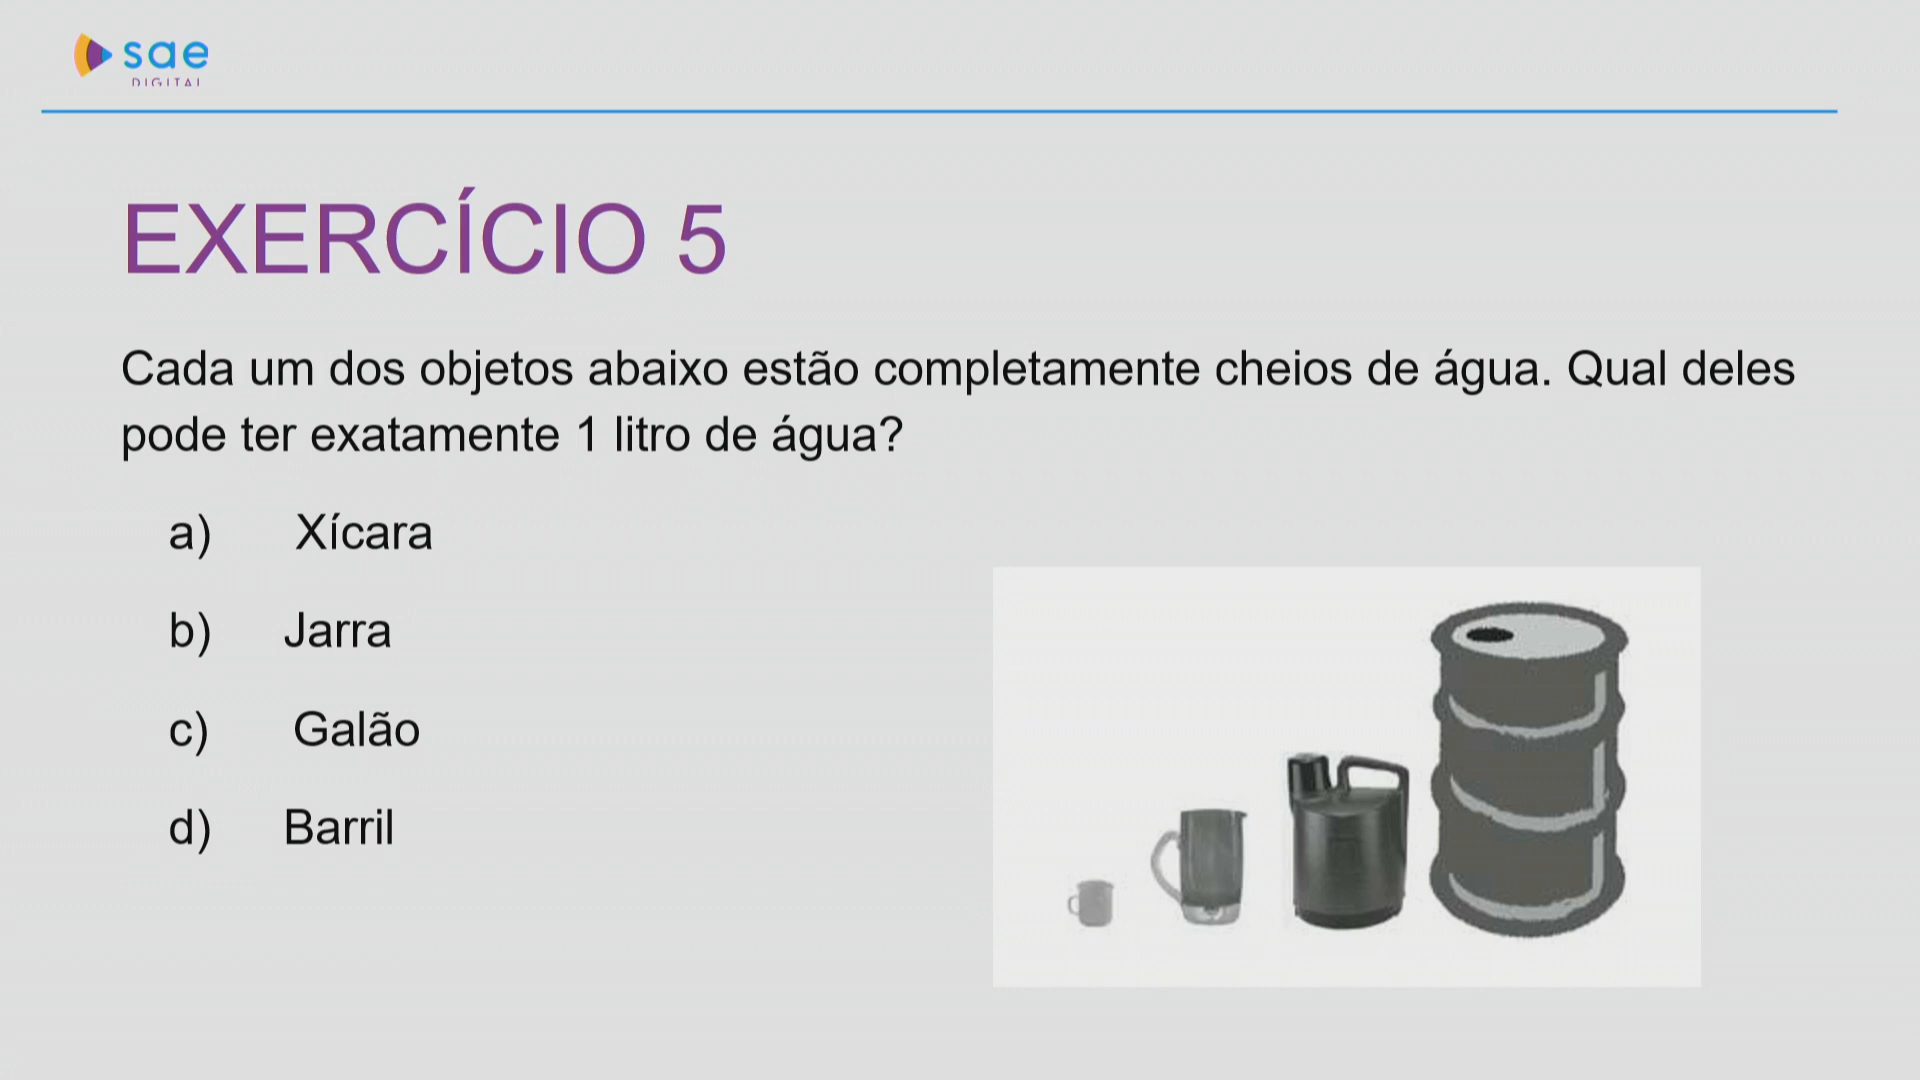 sae
DIGITAL
EXERCÍCIO 5
Cada um dos objetos abaixo estão completamente cheios de água. Qual deles
pode ter exatamente 1 litro de água?
a) Xícara
b) Jarra
c) Galão
d) Barril